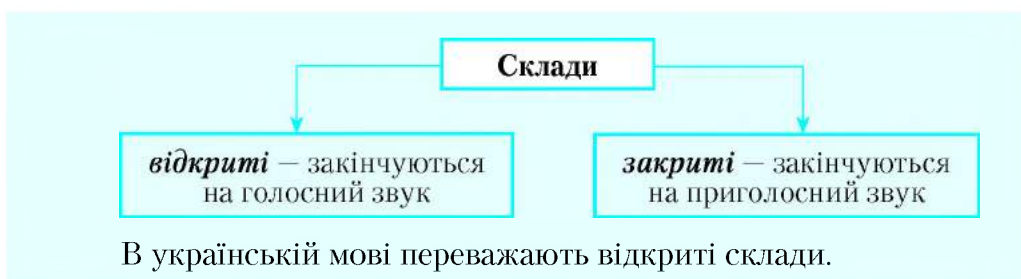 Склади
відкриті – закінчуються
на голосний звук
закриті – закінчуються
на приголосний звук
В українській мові переважають відкриті склади.